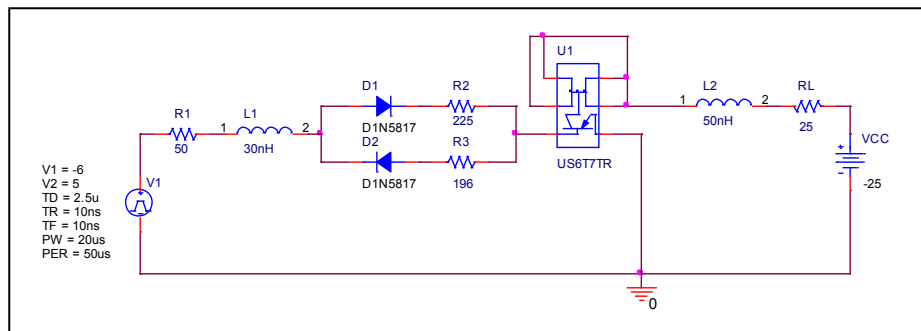 U1
D1
R2
L2
RL
R1
L1
1
2
D1N5817
225
1
2
50
30nH
D2
R3
50nH
25
VCC
D1N5817
196
US6T7TR
-25
V1 = -6
V2 = 5
TD = 2.5u
TR = 10ns
TF = 10ns
PW = 20us
PER = 50us
V1
0